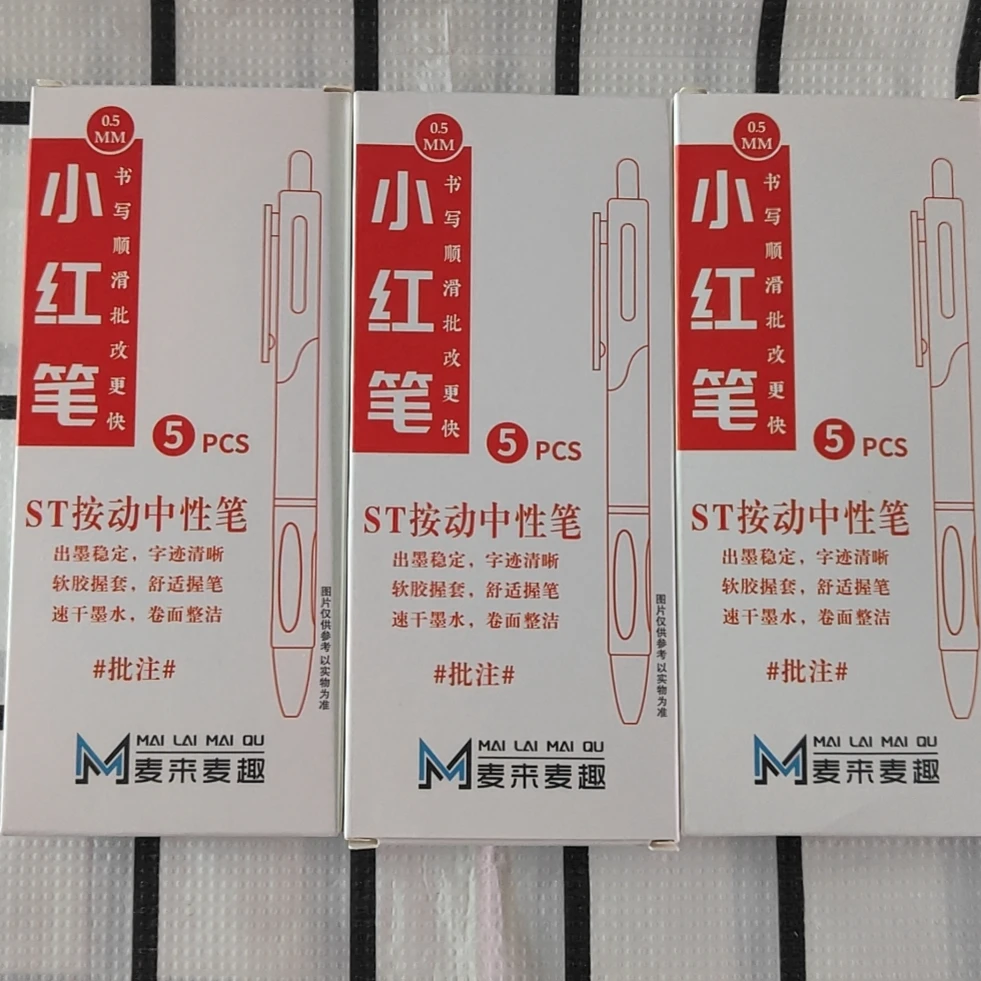 0.5
MM
小红笔
书写顺滑批改更快
5 PCS
ST按动中性笔
出墨稳定，字迹清晰
软胶握套，舒适握笔
速干墨水，卷面整洁
#批注#
图片仅供参考 以实物为准
MAI LAI MAI QU
麦来麦趣
0.5
MM
小红笔
书写顺滑批改更快
5 PCS
ST按动中性笔
出墨稳定，字迹清晰
软胶握套，舒适握笔
速干墨水，卷面整洁
#批注#
图片仅供参考 以实物为准
MAI LAI MAI QU
麦来麦趣
0.5
MM
小红笔
书写顺滑批改更快
5 PCS
ST按动中性笔
出墨稳定，字迹清晰
软胶握套，舒适握笔
速干墨水，卷面整洁
#批注#
MAI LAI MAI QU
麦来麦趣